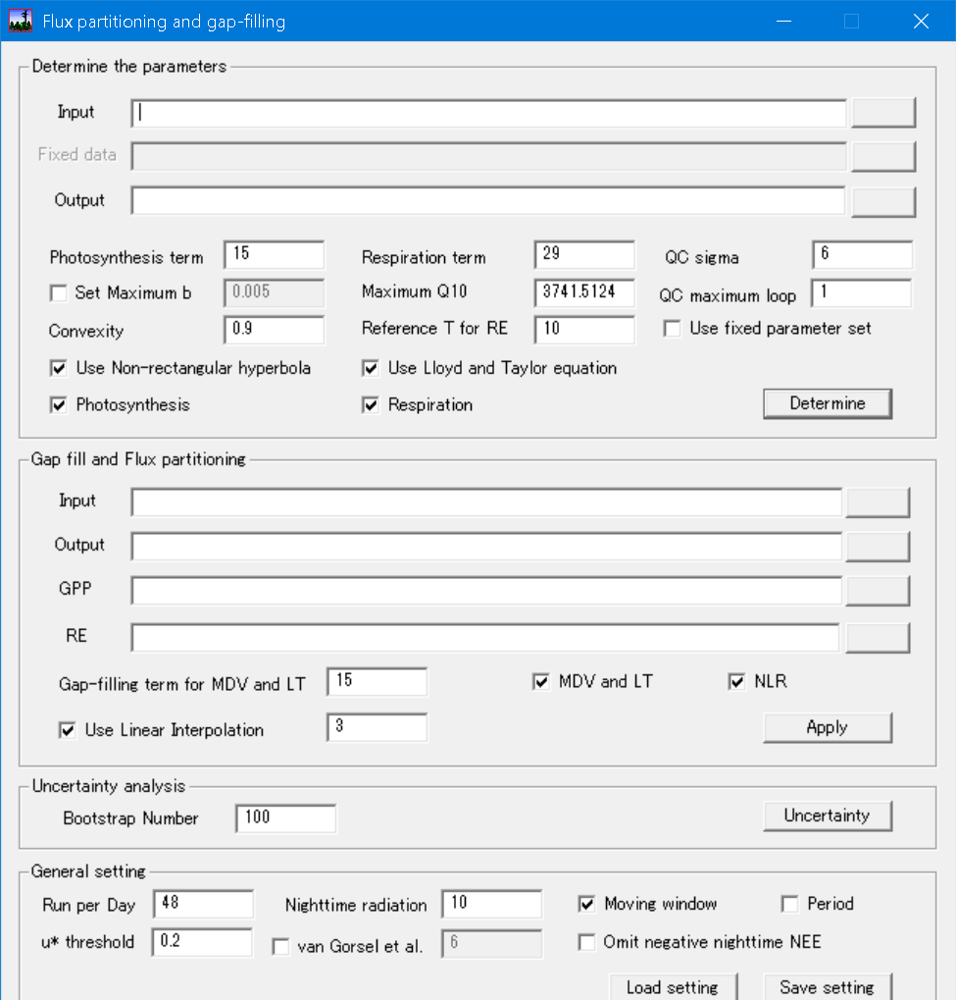 Flux partitioning and gap-filling
Determine the parameters
Input
Fixed data
Output
Photosynthesis term 15 Respiration term 29 QC sigma 6
Set Maximum b 0.005 Maximum Q10 3741.5124 QC maximum loop 1
Convexity 0.9 Reference T for RE 10 Use fixed parameter set
Use Non-rectangular hyperbola Use Lloyd and Taylor equation
Photosynthesis Respiration Determine
Gap fill and Flux partitioning
Input
Output
GPP
RE
Gap-filling term for MDV and LT 15 MDV and LT NLR
Use Linear Interpolation 3 Apply
Uncertainty analysis
Bootstrap Number 100 Uncertainty
General setting
Run per Day 48 Nighttime radiation 10 Moving window Period
u* threshold 0.2 van Gorsel et al. 6 Omit negative nighttime NEE
Load setting Save setting